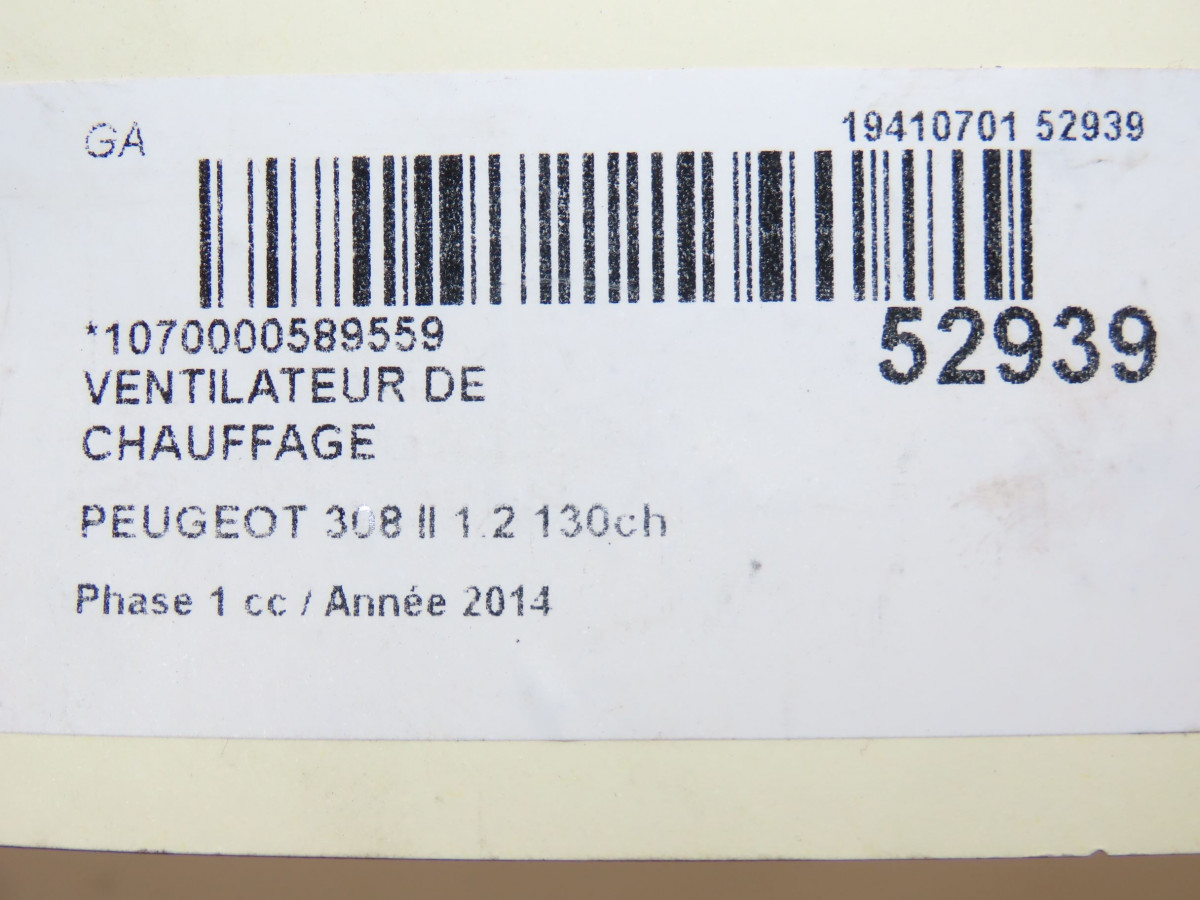 GA
19410701 52939
*1070000589559
52939
VENTILATEUR DE
CHAUFFAGE
PEUGEOT 308 II 1.2 130ch
Phase 1 cc / Année 2014